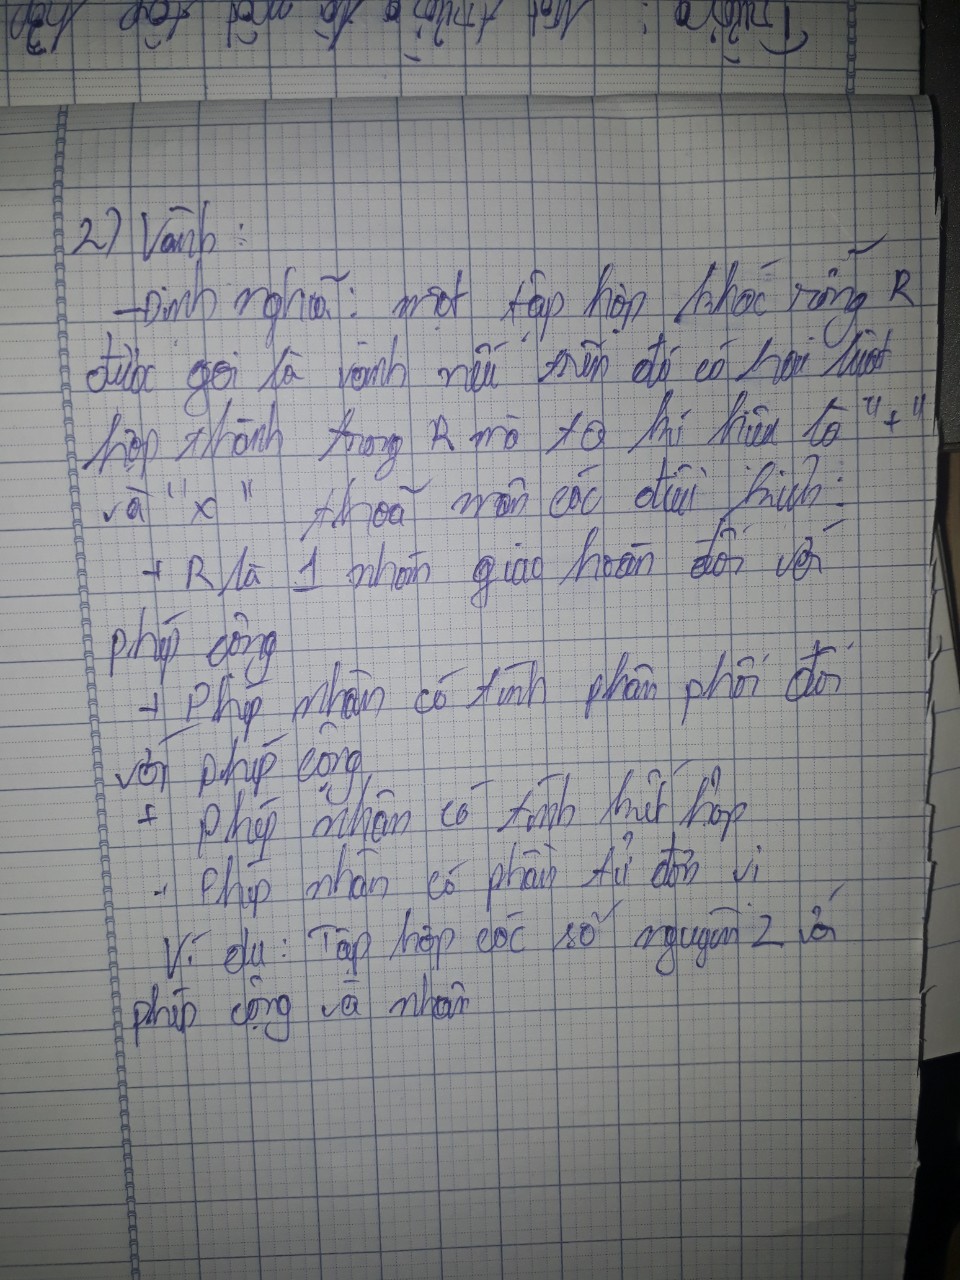 2) Vành:
- Định nghĩa: một tập hợp khác rỗng R
được gọi là vành nếu trên đó có hai luật
hợp thành trong R mà ta kí hiệu là "+"
và "x" thoã mãn các điều kiện:
+ R là 1 nhóm giao hoán đối với
phép cộng
+ Phép nhân có tính phân phối đối
với phép cộng
+ phép nhân có tính kết hợp
+ Phép nhân có phần tử đơn vị
Ví dụ: Tập hợp các số nguyên Z với
phép cộng và nhân